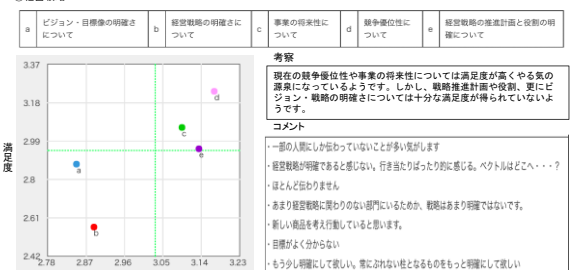 a ビジョン・目標像の明確さについて b 経営戦略の明確さについて c 事業の将来性について d 競争優位性について e 経営戦略の推進計画と役割の明確について
考察
現在の競争優位性や事業の将来性については満足度が高くやる気の
源泉になっているようです。しかし、戦略推進計画や役割、更にビ
ジョン・戦略の明確さについては十分な満足度が得られていないよ
うです。
コメント
・一部の人間にしか伝わっていないことが多い気がします
・経営戦略が明確であると感じない。行き当たりばったり的に感じる。ベクトルはどこへ・・・?
・ほとんど伝わりません
・あまり経営戦略に関わりのない部門にいるためか、戦略はあまり明確ではないです。
・新しい商品を考え行動していると思います。
・目標がよく分からない
・もう少し明確にして欲しい。常にぶれない柱となるものをもっと明確にして欲しい
満足度
3.37
3.18
2.99
2.8
2.61
2.42
2.78 2.87 2.96 3.05 3.14 3.23
d
c
e
a
b